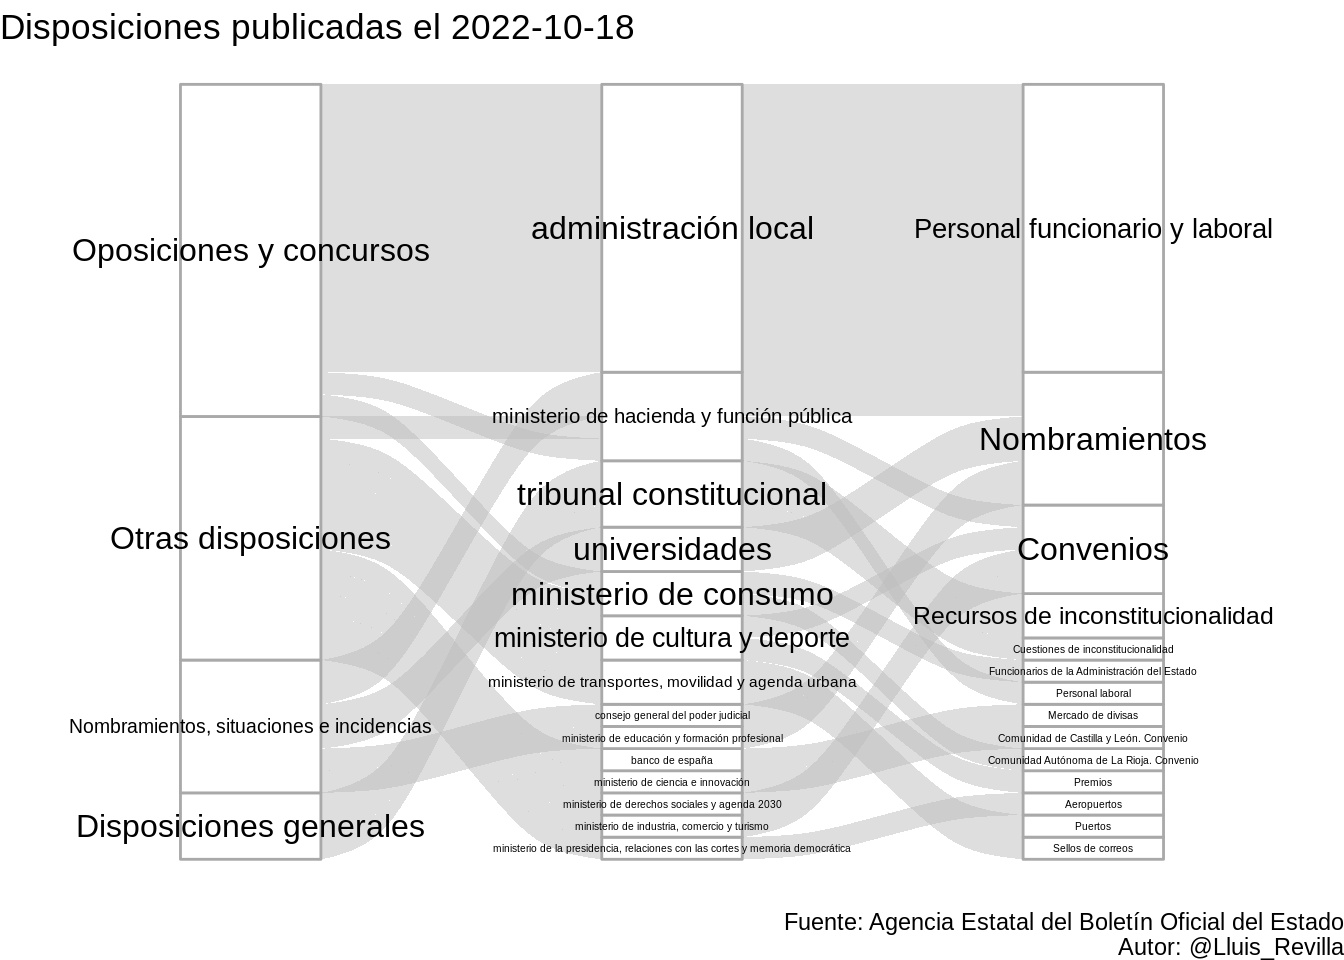 Disposiciones publicadas el 2022-10-18
Oposiciones y concursos
Otras disposiciones
Nombramientos, situaciones e incidencias
Disposiciones generales
administración local
ministerio de hacienda y función pública
tribunal constitucional
universidades
ministerio de consumo
ministerio de cultura y deporte
ministerio de transportes, movilidad y agenda urbana
consejo general del poder judicial
ministerio de educación y formación profesional
banco de españa
ministerio de ciencia e innovación
ministerio de derechos sociales y agenda 2030
ministerio de industria, comercio y turismo
ministerio de la presidencia, relaciones con las cortes y memoria democrática
Personal funcionario y laboral
Nombramientos
Convenios
Recursos de inconstitucionalidad
Cuestiones de inconstitucionalidad
Funcionarios de la Administración del Estado
Personal laboral
Mercado de divisas
Comunidad de Castilla y León. Convenio
Comunidad Autónoma de La Rioja. Convenio
Premios
Aeropuertos
Puertos
Sellos de correos
Fuente: Agencia Estatal del Boletín Oficial del Estado
Autor: @Lluis_Revilla